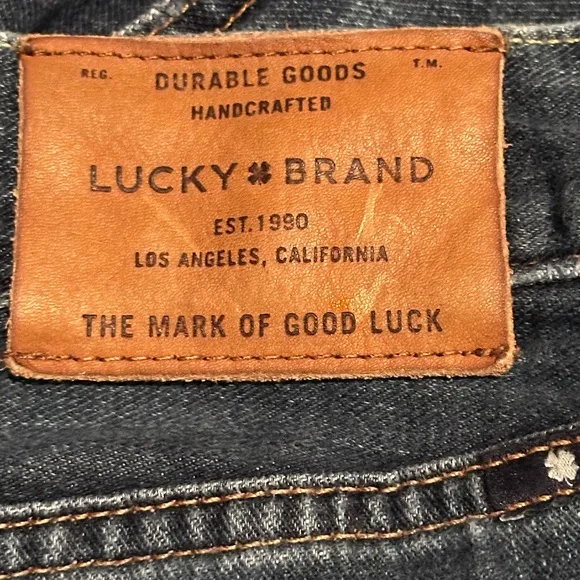 REG. DURABLE GOODS T.M.
HANDCRAFTED
LUCKY BRAND
EST. 1990
LOS ANGELES, CALIFORNIA
THE MARK OF GOOD LUCK